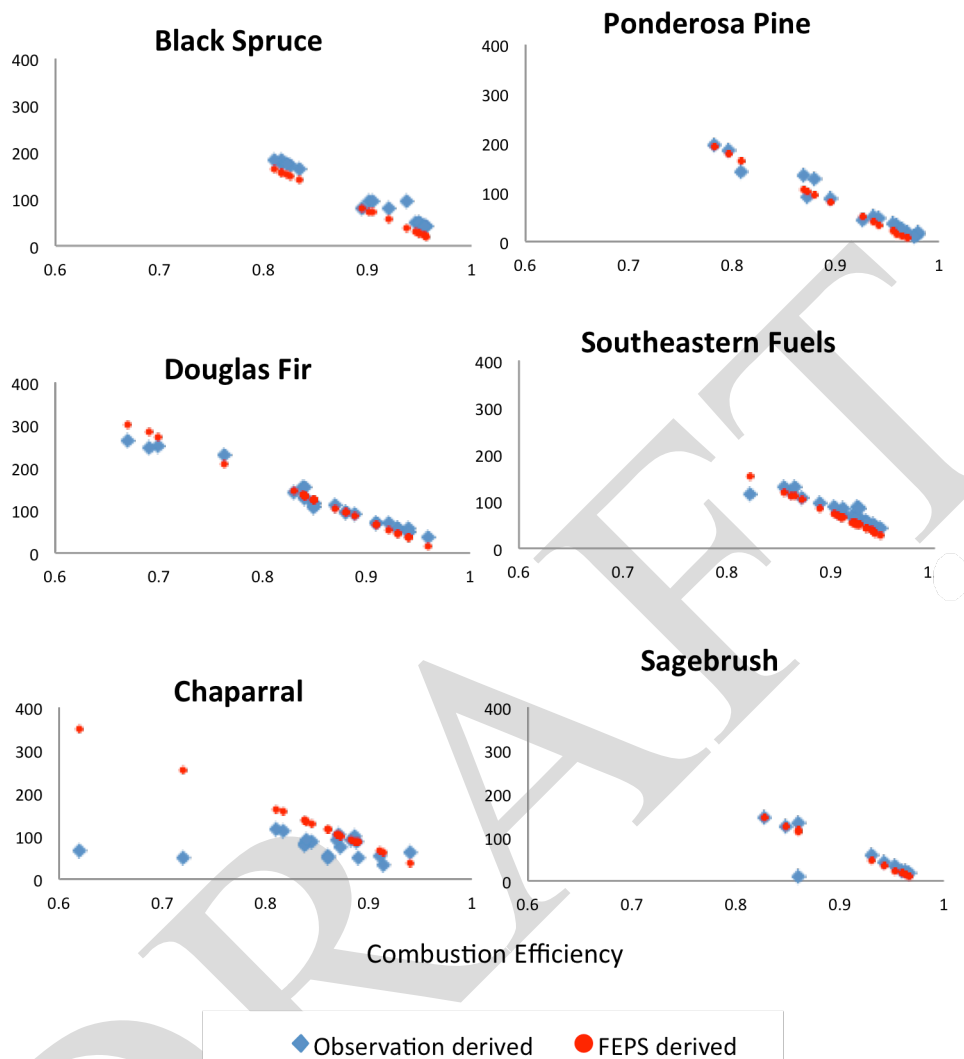 Black Spruce
400
300
200
100
0
0.6 0.7 0.8 0.9 1
Ponderosa Pine
400
300
200
100
0
0.6 0.7 0.8 0.9 1
Douglas Fir
400
300
200
100
0
0.6 0.7 0.8 0.9 1
Southeastern Fuels
400
300
200
100
0
0.6 0.7 0.8 0.9 1
Chaparral
400
300
200
100
0
0.6 0.7 0.8 0.9 1
Sagebrush
400
300
200
100
0
0.6 0.7 0.8 0.9 1
Combustion Efficiency
Observation derived FEPS derived
DRAFT